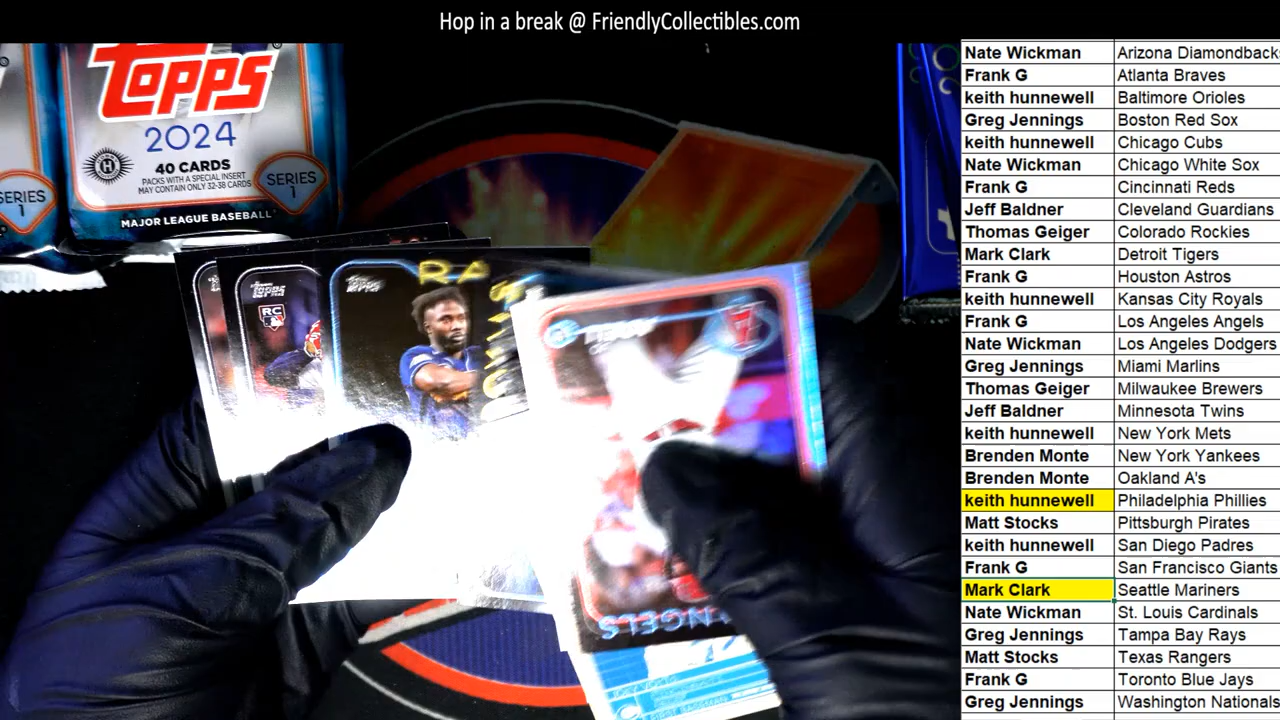 Hop in a break @ FriendlyCollectibles.com
TOPPS
2024
40 CARDS
PACKS WITH A SPECIAL INSERT
MAY CONTAIN ONLY 32-38 CARDS
SERIES
1
MAJOR LEAGUE BASEBALL
SERIES
1
topps
RC
topps
RA
ANGELS
Nate Wickman Arizona Diamondbacks
Frank G Atlanta Braves
keith hunnewell Baltimore Orioles
Greg Jennings Boston Red Sox
keith hunnewell Chicago Cubs
Nate Wickman Chicago White Sox
Frank G Cincinnati Reds
Jeff Baldner Cleveland Guardians
Thomas Geiger Colorado Rockies
Mark Clark Detroit Tigers
Frank G Houston Astros
keith hunnewell Kansas City Royals
Frank G Los Angeles Angels
Nate Wickman Los Angeles Dodgers
Greg Jennings Miami Marlins
Thomas Geiger Milwaukee Brewers
Jeff Baldner Minnesota Twins
keith hunnewell New York Mets
Brenden Monte New York Yankees
Brenden Monte Oakland A's
keith hunnewell Philadelphia Phillies
Matt Stocks Pittsburgh Pirates
keith hunnewell San Diego Padres
Frank G San Francisco Giants
Mark Clark Seattle Mariners
Nate Wickman St. Louis Cardinals
Greg Jennings Tampa Bay Rays
Matt Stocks Texas Rangers
Frank G Toronto Blue Jays
Greg Jennings Washington Nationals